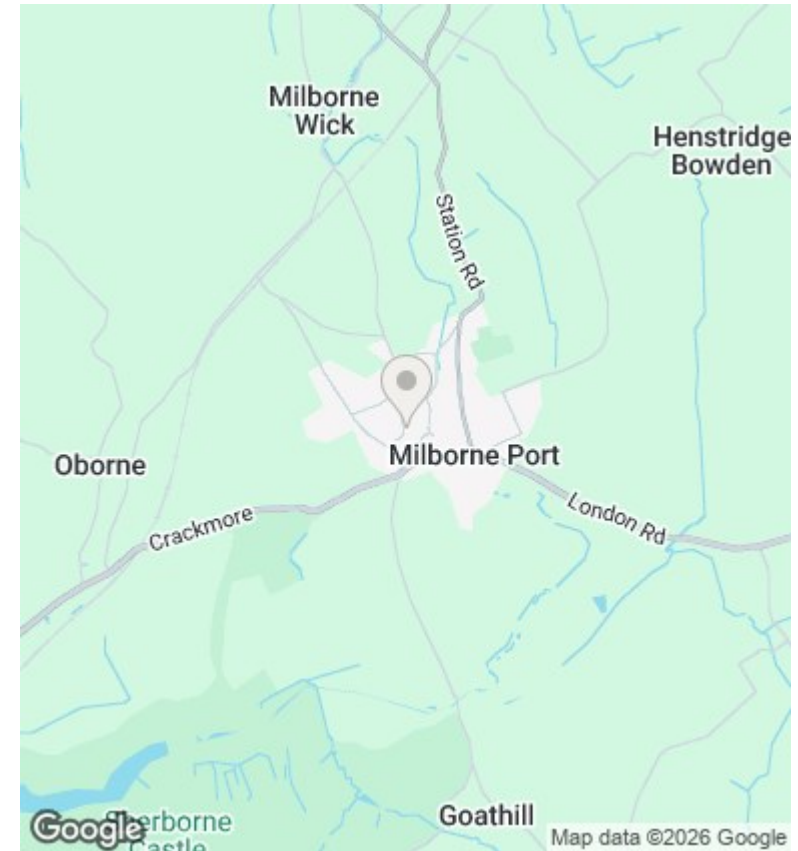 Milborne
Wick
Henstridge
Bowden
Station Rd
Oborne
Milborne Port
Crackmore
London Rd
Sherborne
Castle
Goathill
Google
Map data ©2026 Google